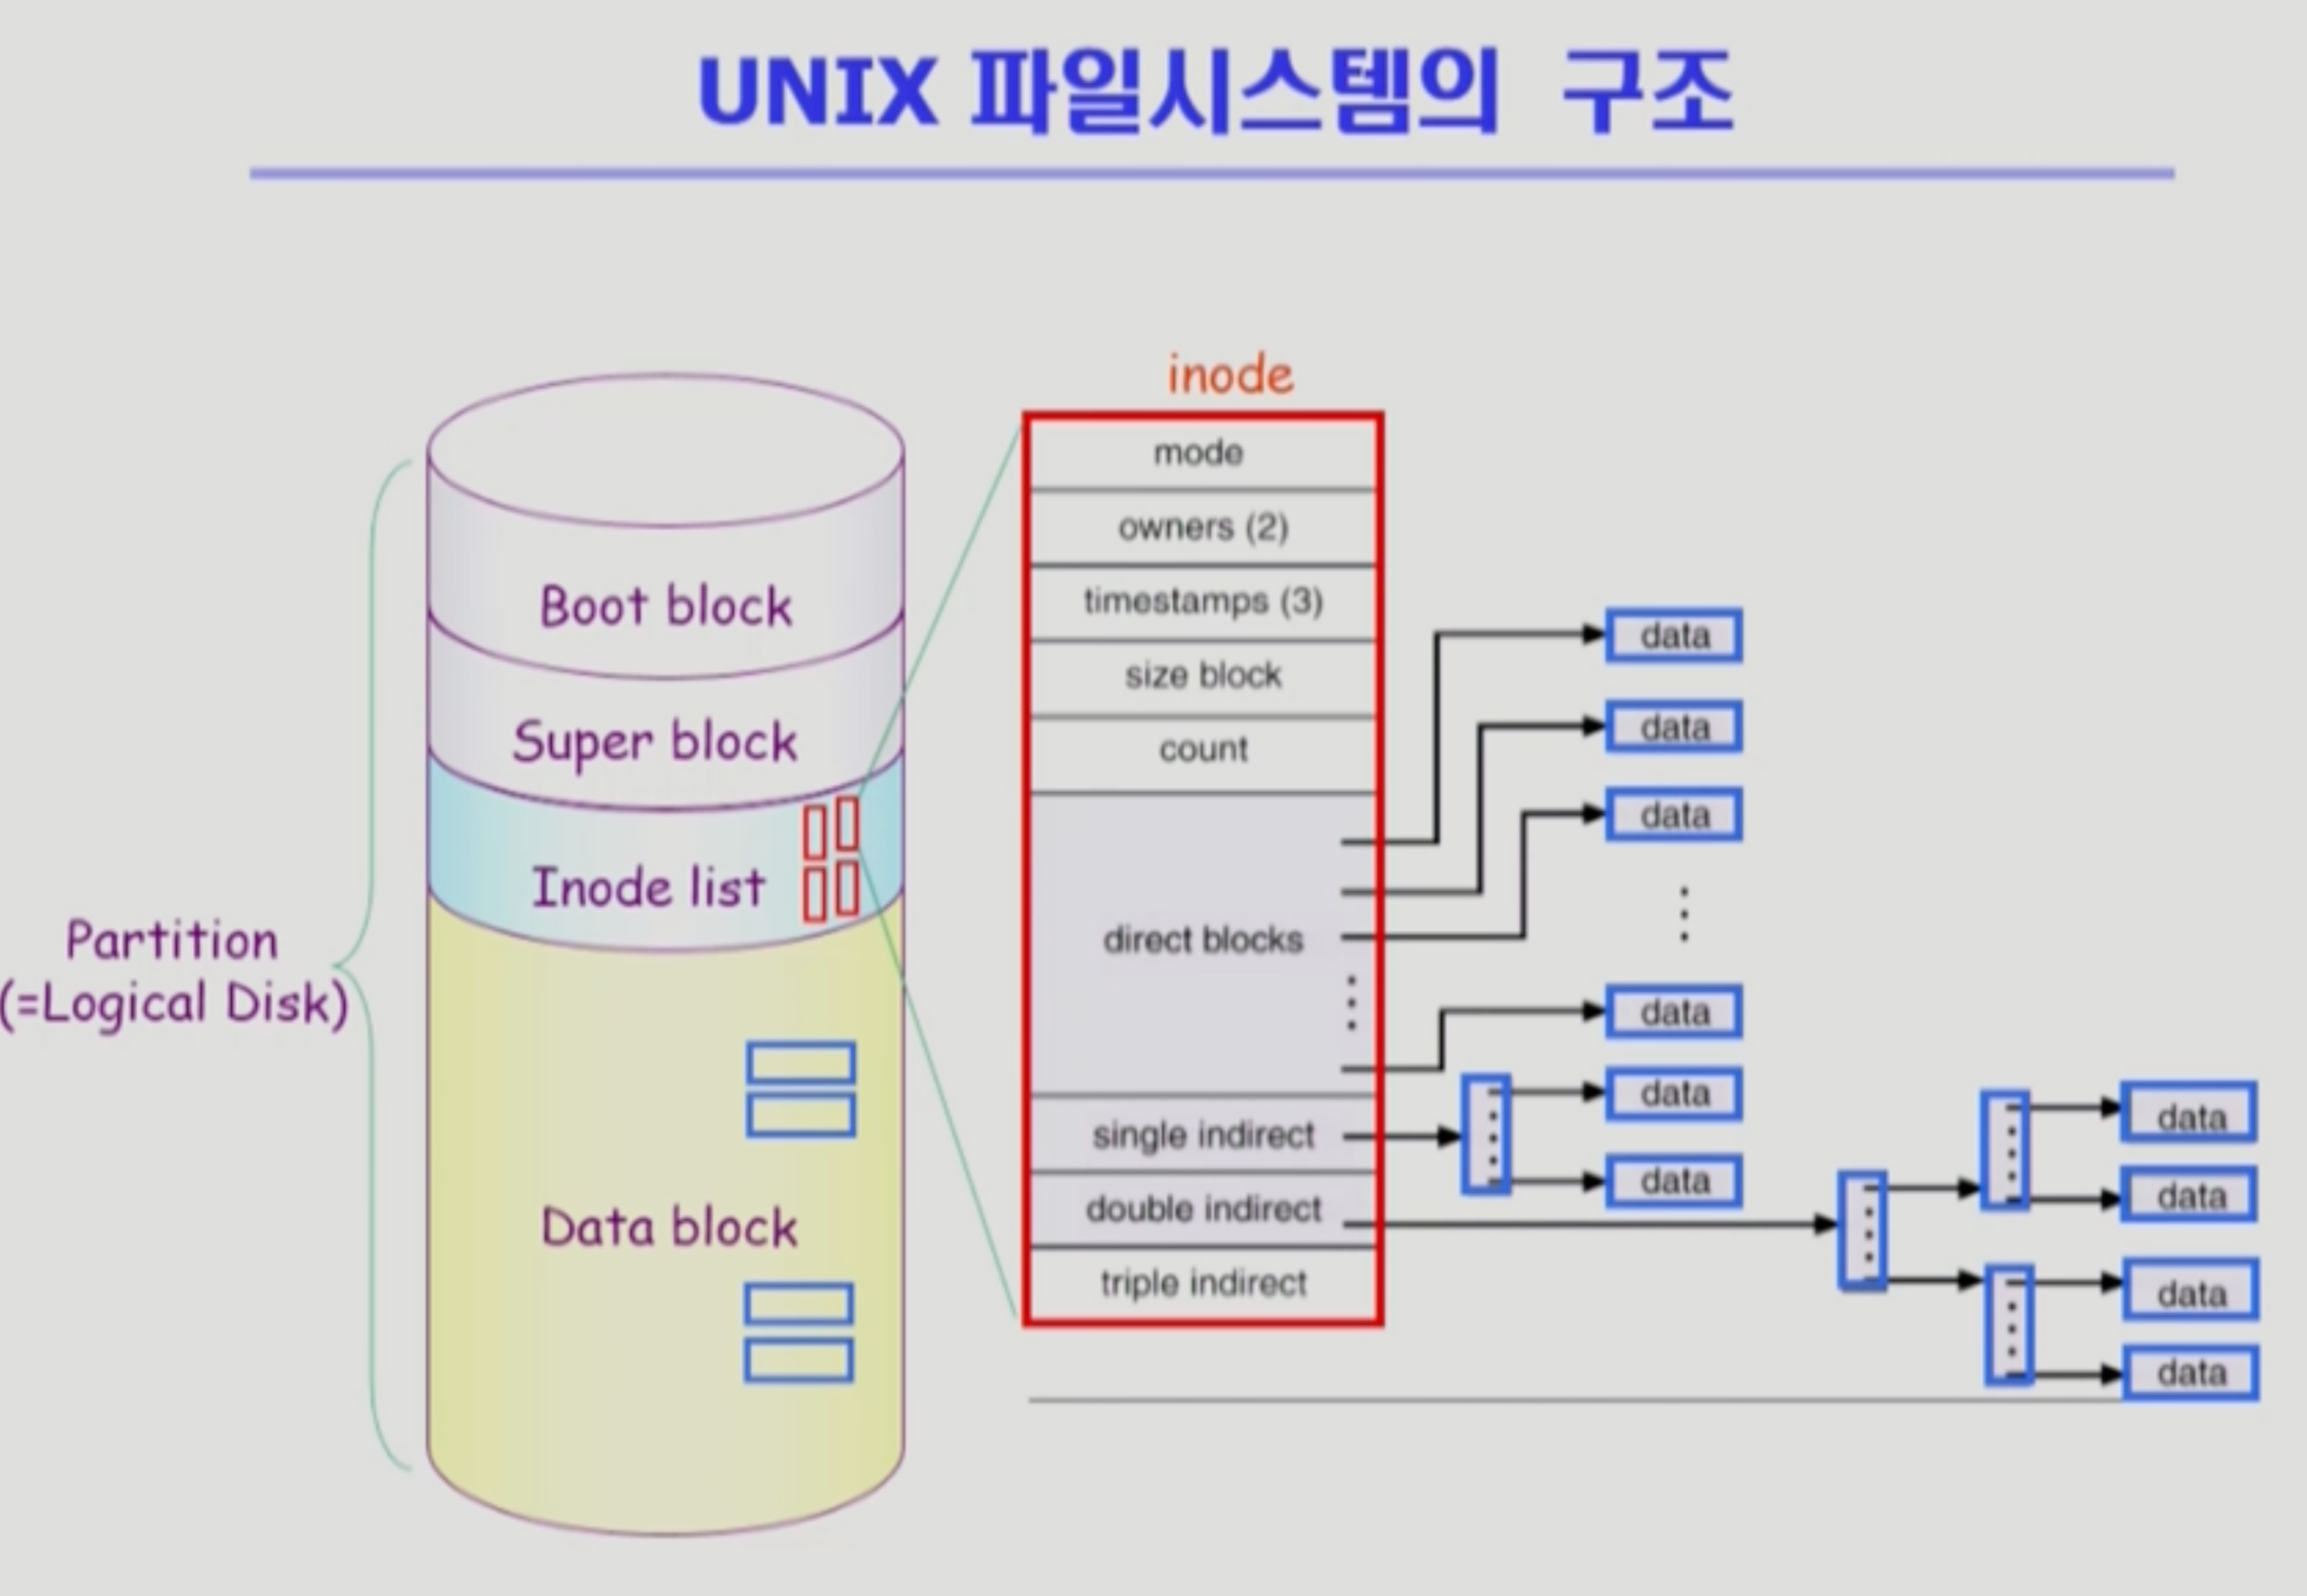 UNIX 파일시스템의 구조
Partition
(=Logical Disk)
Boot block
Super block
Inode list
Data block
inode
mode
owners (2)
timestamps (3)
size block
count
direct blocks
single indirect
double indirect
triple indirect
data
data
data
data
data
data
data
data
data
data